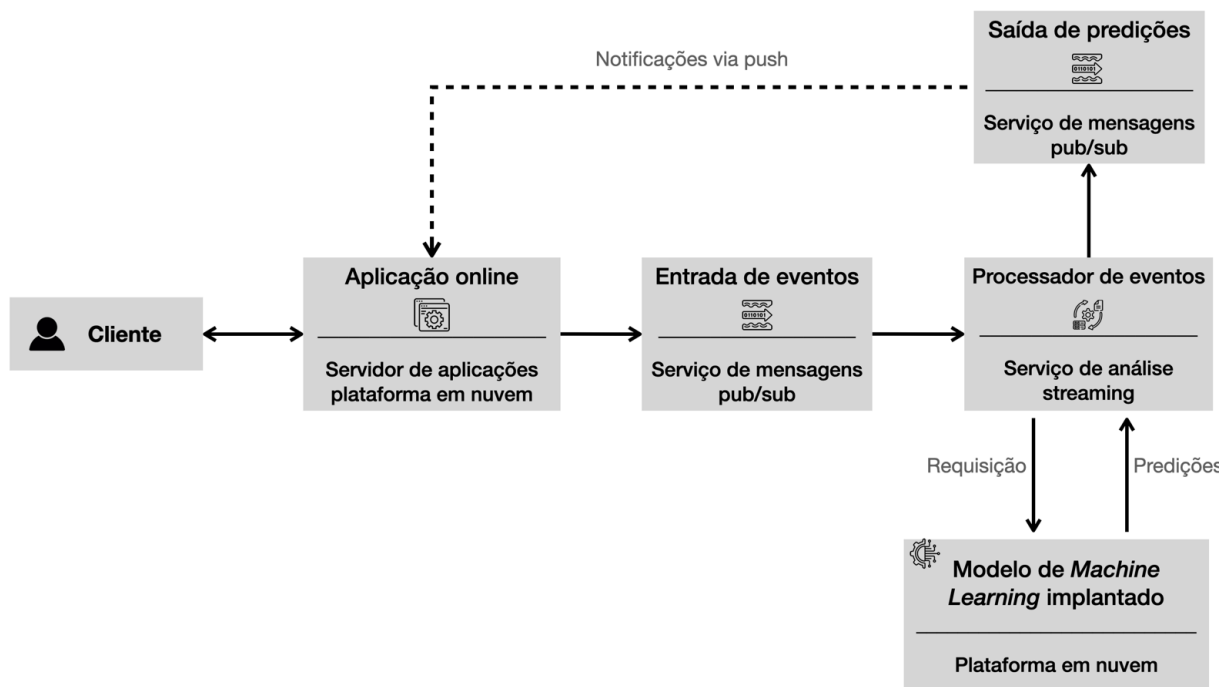 Saída de predições
011010
Serviço de mensagens
pub/sub
Notificações via push
Cliente
Aplicação online
Servidor de aplicações
plataforma em nuvem
Entrada de eventos
0110101
Serviço de mensagens
pub/sub
Processador de eventos
Serviço de análise
streaming
Requisição
Predições
Modelo de Machine
Learning implantado
Plataforma em nuvem